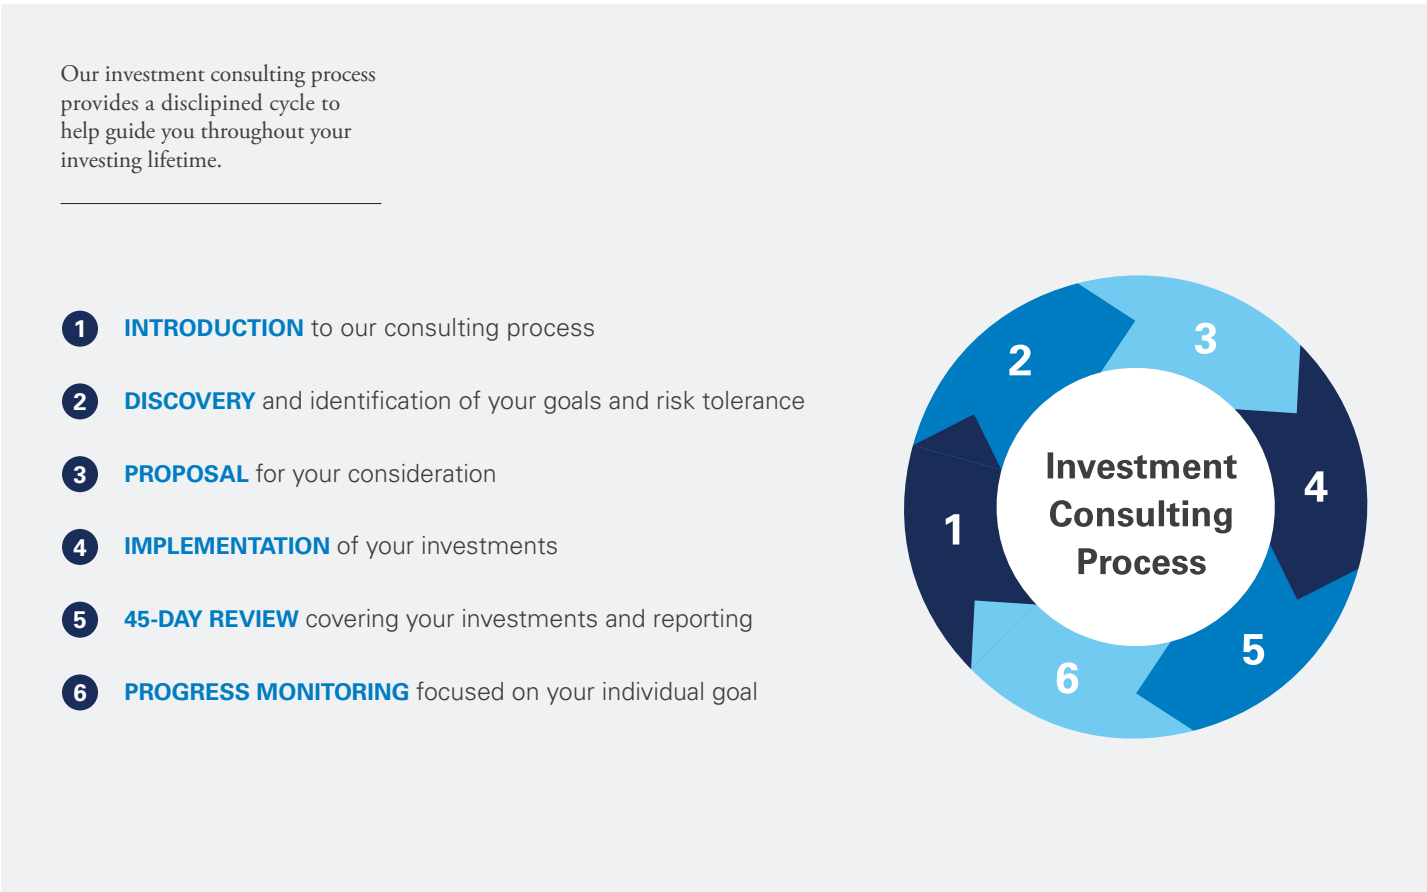 Our investment consulting process
provides a disclipined cycle to
help guide you throughout your
investing lifetime.
1 INTRODUCTION to our consulting process
2 DISCOVERY and identification of your goals and risk tolerance
3 PROPOSAL for your consideration
4 IMPLEMENTATION of your investments
5 45-DAY REVIEW covering your investments and reporting
6 PROGRESS MONITORING focused on your individual goal
1
2
3
4
5
6
Investment
Consulting
Process